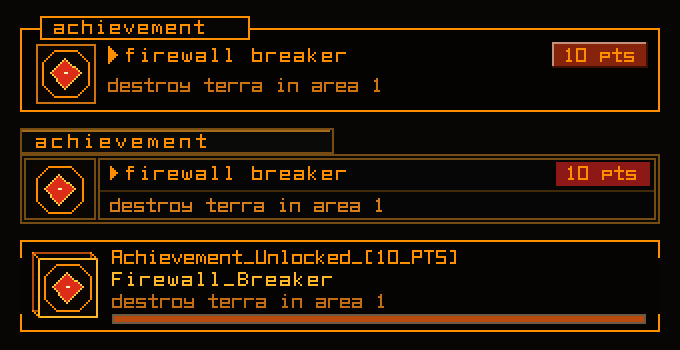 achievement
firewall breaker 10 pts
destroy terra in area 1
achievement
firewall breaker 10 pts
destroy terra in area 1
Achievement_Unlocked_[10_PTS]
Firewall_Breaker
destroy terra in area 1